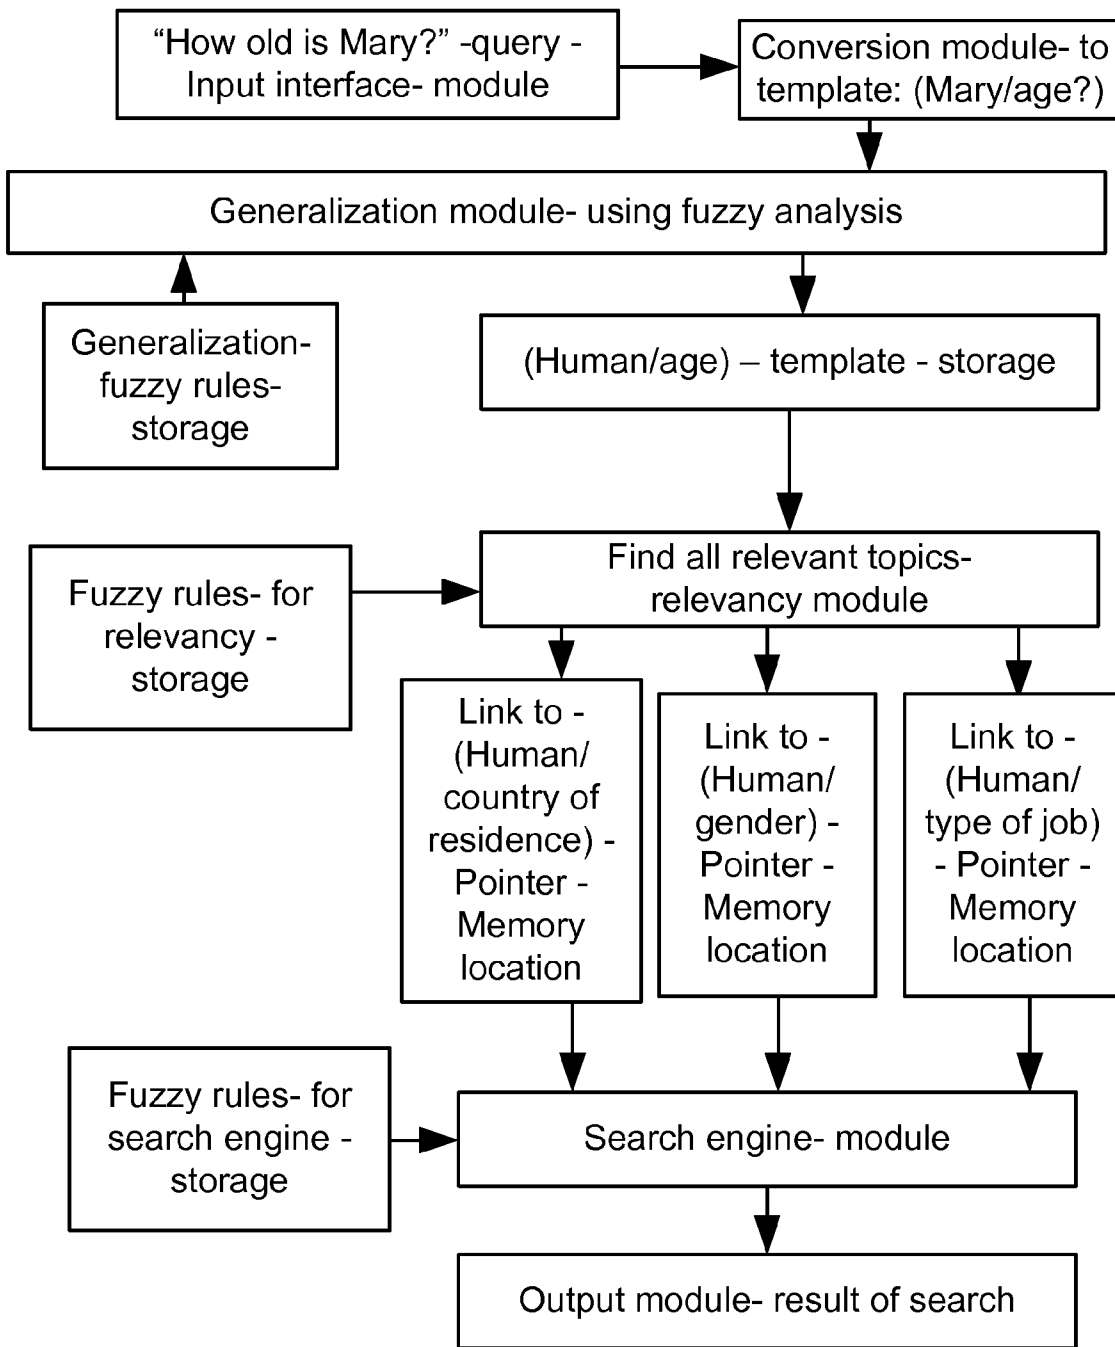 “How old is Mary?” -query -
Input interface- module
Conversion module- to
template: (Mary/age?)
Generalization module- using fuzzy analysis
Generalization-
fuzzy rules-
storage
(Human/age) – template - storage
Find all relevant topics-
relevancy module
Fuzzy rules- for
relevancy -
storage
Link to -
(Human/
country of
residence) -
Pointer -
Memory
location
Link to -
(Human/
gender) -
Pointer -
Memory
location
Link to -
(Human/
type of job)
- Pointer -
Memory
location
Fuzzy rules- for
search engine -
storage
Search engine- module
Output module- result of search